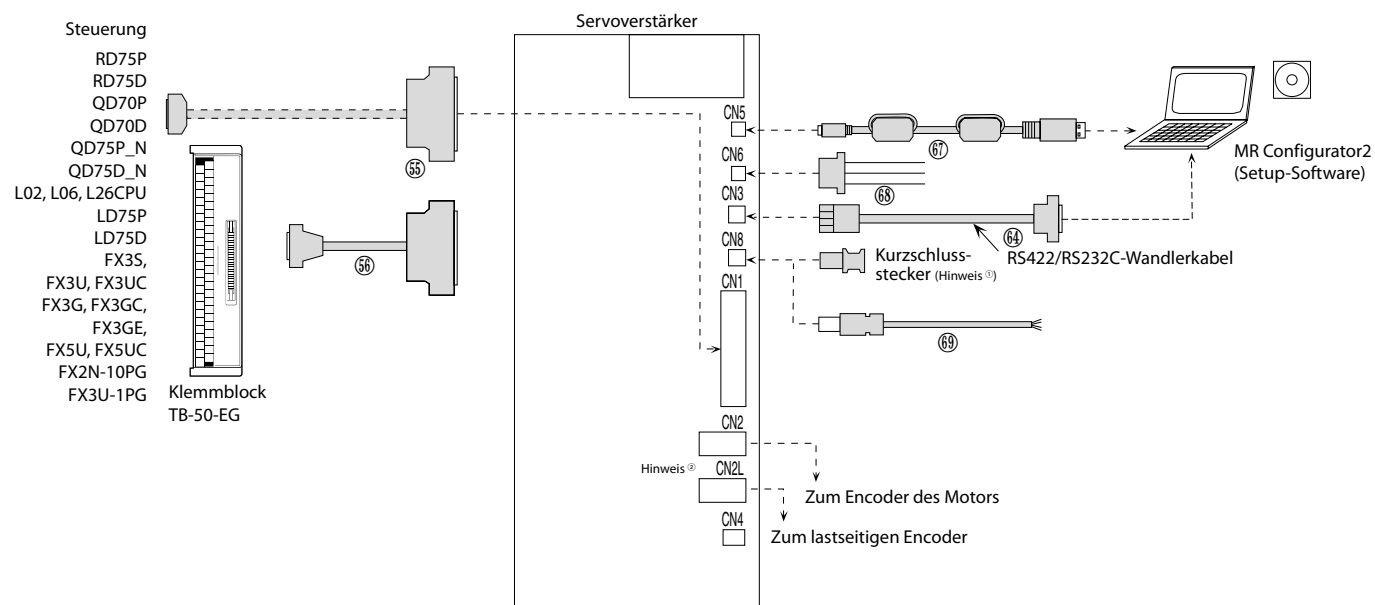 Steuerung
RD75P
RD75D
QD70P
QD70D
QD75P_N
QD75D_N
L02, L06, L26CPU
LD75P
LD75D
FX3S,
FX3U, FX3UC
FX3G, FX3GC,
FX3GE,
FX5U, FX5UC
FX2N-10PG
FX3U-1PG
Klemmblock
TB-50-EG
55
56
Servoverstärker
CN5
CN6
CN3
CN8
CN1
CN2
Hinweis ②
CN2L
CN4
67
68
64
RS422/RS232C-Wandlerkabel
Kurzschluss-
stecker (Hinweis ①)
69
MR Configurator2
(Setup-Software)
Zum Encoder des Motors
Zum lastseitigen Encoder